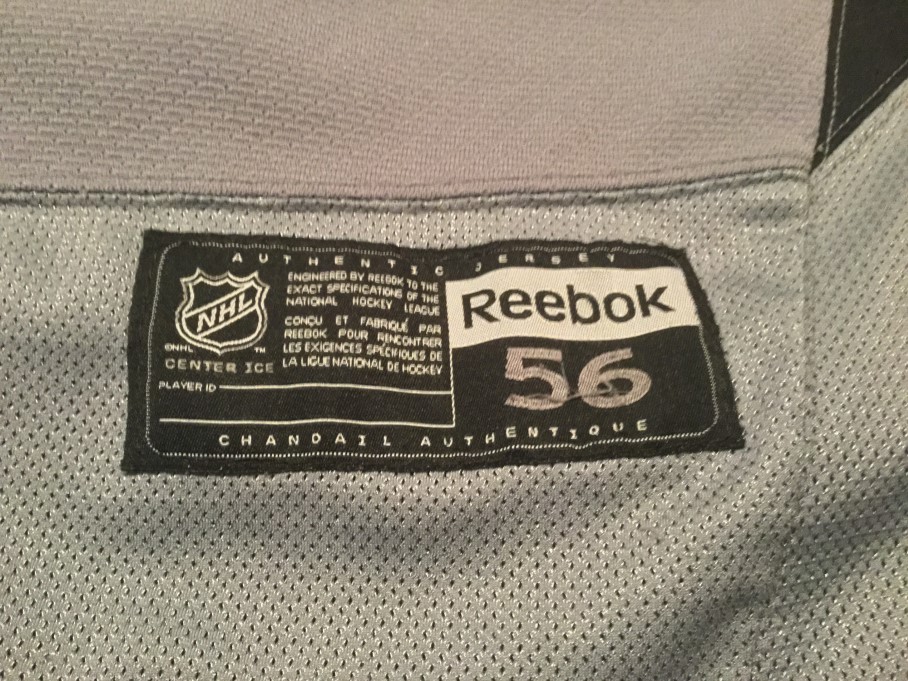 AUTHENTIC JERSEY
NHL
©NHL ™
CENTER ICE
ENGINEERED BY REEBOK TO THE
EXACT SPECIFICATIONS OF THE
NATIONAL HOCKEY LEAGUE
CONÇU ET FABRIQUÉ PAR
REEBOK POUR RENCONTRER
LES EXIGENCES SPÉCIFIQUES DE
LA LIGUE NATIONAL DE HOCKEY
PLAYER ID
Reebok
56
CHANDAIL AUTHENTIQUE